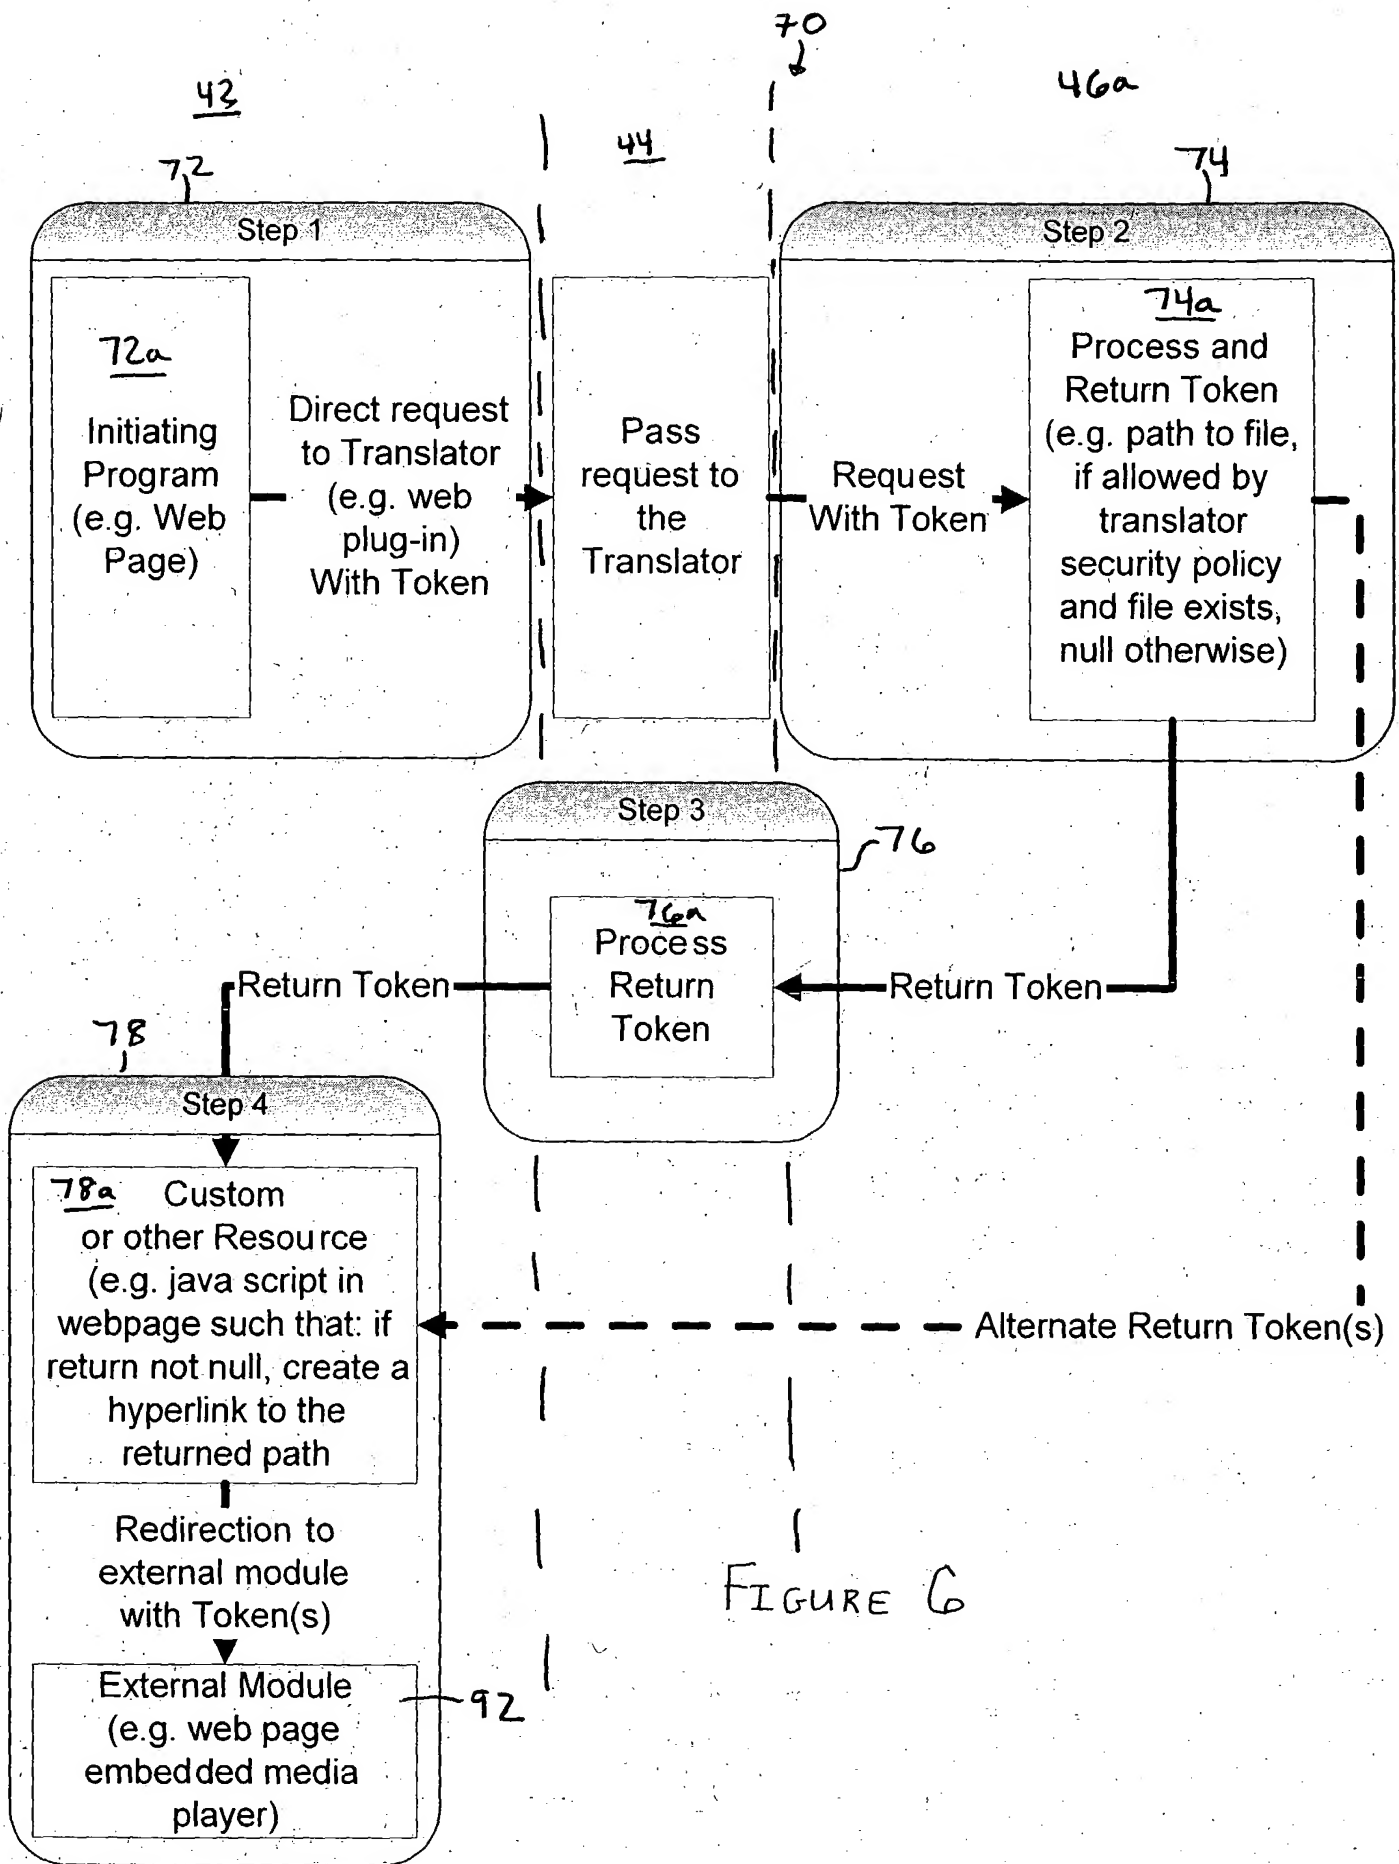 70
43
44
46a
72
74
Step 1
Step 2
72a
Initiating
Program
(e.g. Web
Page)
Direct request
to Translator
(e.g. web
plug-in)
With Token
Pass
request to
the
Translator
Request
With Token
74a
Process and
Return Token
(e.g. path to file,
if allowed by
translator
security policy
and file exists,
null otherwise)
Step 3
76
76a
Process
Return
Token
Return Token
Return Token
78
Step 4
78a Custom
or other Resource
(e.g. java script in
webpage such that: if
return not null, create a
hyperlink to the
returned path
Alternate Return Token(s)
Redirection to
external module
with Token(s)
External Module
(e.g. web page
embedded media
player)
92
FIGURE 6